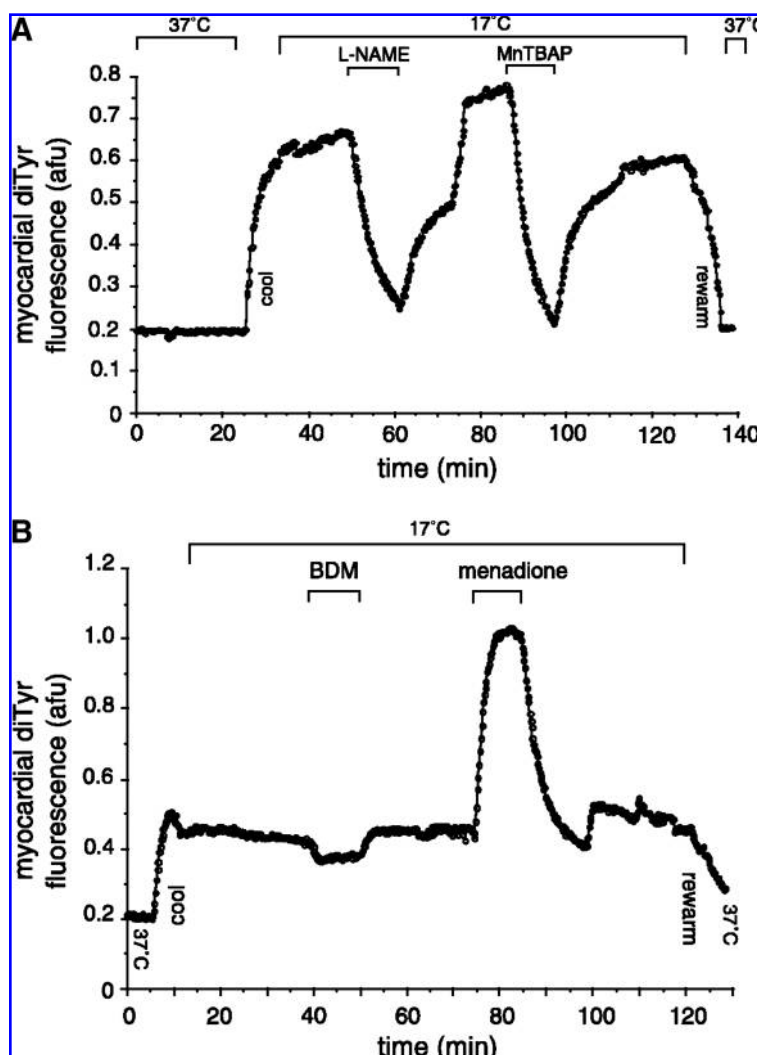 A
37°C
17°C
37°C
L-NAME
MnTBAP
myocardial diTyr
fluorescence (afu)
0.8
0.7
0.6
0.5
0.4
0.3
0.2
0.1
0
cool
rewarm
0 20 40 60 80 100 120 140
time (min)
B
17°C
BDM
menadione
myocardial diTyr
fluorescence (afu)
1.2
1.0
0.8
0.6
0.4
0.2
0
37°C
cool
rewarm
37°C
0 20 40 60 80 100 120
time (min)